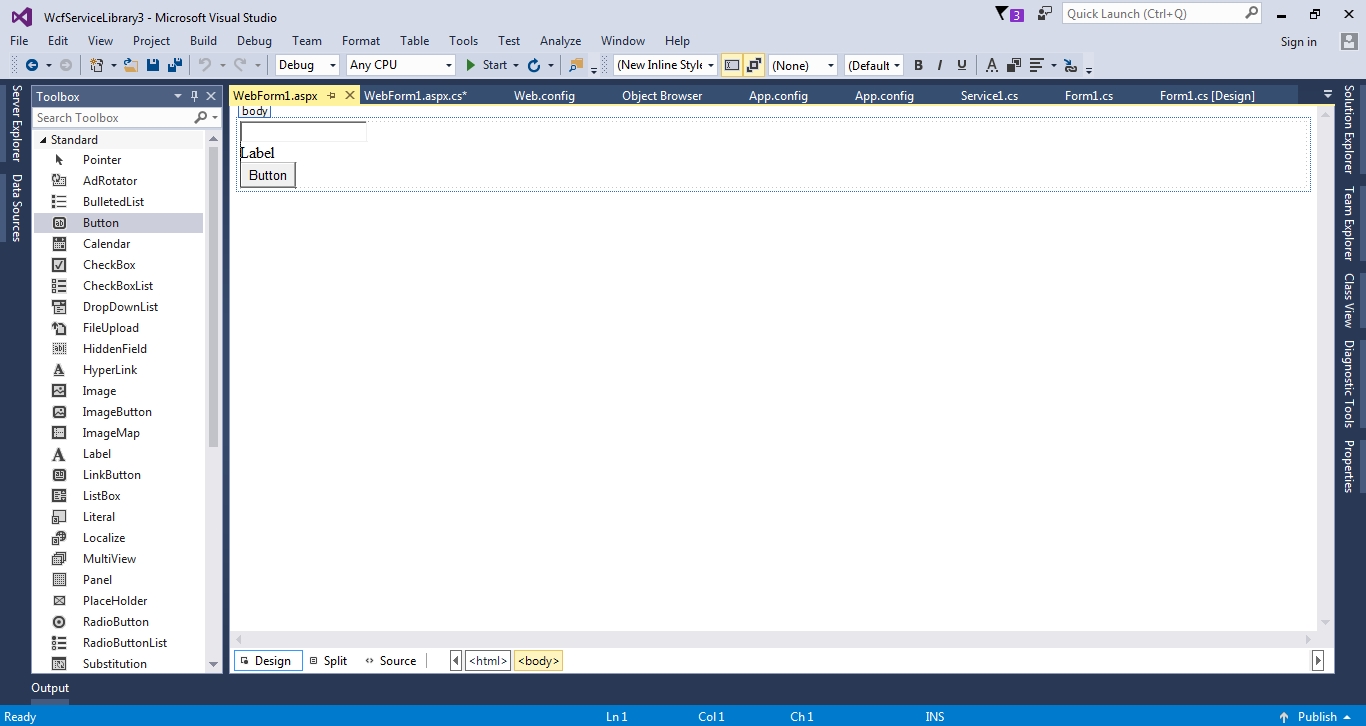 WcfServiceLibrary3 - Microsoft Visual Studio
3
Quick Launch (Ctrl+Q)
File Edit View Project Build Debug Team Format Table Tools Test Analyze Window Help
Sign in
Debug Any CPU Start (New Inline Style (None) (Default B I U A
Server Explorer
Data Sources
Toolbox
Search Toolbox
Standard
Pointer
AdRotator
BulletedList
Button
Calendar
CheckBox
CheckBoxList
DropDownList
FileUpload
HiddenField
HyperLink
Image
ImageButton
ImageMap
Label
LinkButton
ListBox
Literal
Localize
MultiView
Panel
PlaceHolder
RadioButton
RadioButtonList
Substitution
WebForm1.aspx WebForm1.aspx.cs* Web.config Object Browser App.config App.config Service1.cs Form1.cs Form1.cs [Design]
body
Label
Button
Design Split Source <html> <body>
Solution Explorer
Team Explorer
Class View
Diagnostic Tools
Properties
Output
Ready Ln 1 Col 1 Ch 1 INS Publish